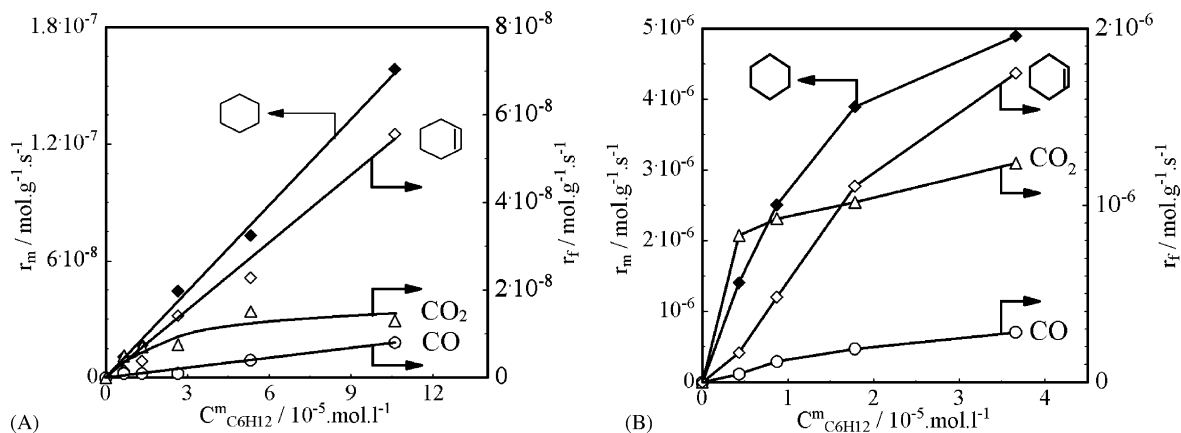 (A)
1.8·10⁻⁷
1.2·10⁻⁷
6·10⁻⁸
0
rₘ / mol.g⁻¹.s⁻¹
8·10⁻⁸
6·10⁻⁸
4·10⁻⁸
2·10⁻⁸
0
r_f / mol.g⁻¹.s⁻¹
CO₂
CO
0 3 6 9 12
Cᵐ_C6H12 / 10⁻⁵.mol.l⁻¹
(B)
5·10⁻⁶
4·10⁻⁶
3·10⁻⁶
2·10⁻⁶
10⁻⁶
0
rₘ / mol.g⁻¹.s⁻¹
2·10⁻⁶
10⁻⁶
0
r_f / mol.g⁻¹.s⁻¹
CO₂
CO
0 1 2 3 4
Cᵐ_C6H12 / 10⁻⁵.mol.l⁻¹